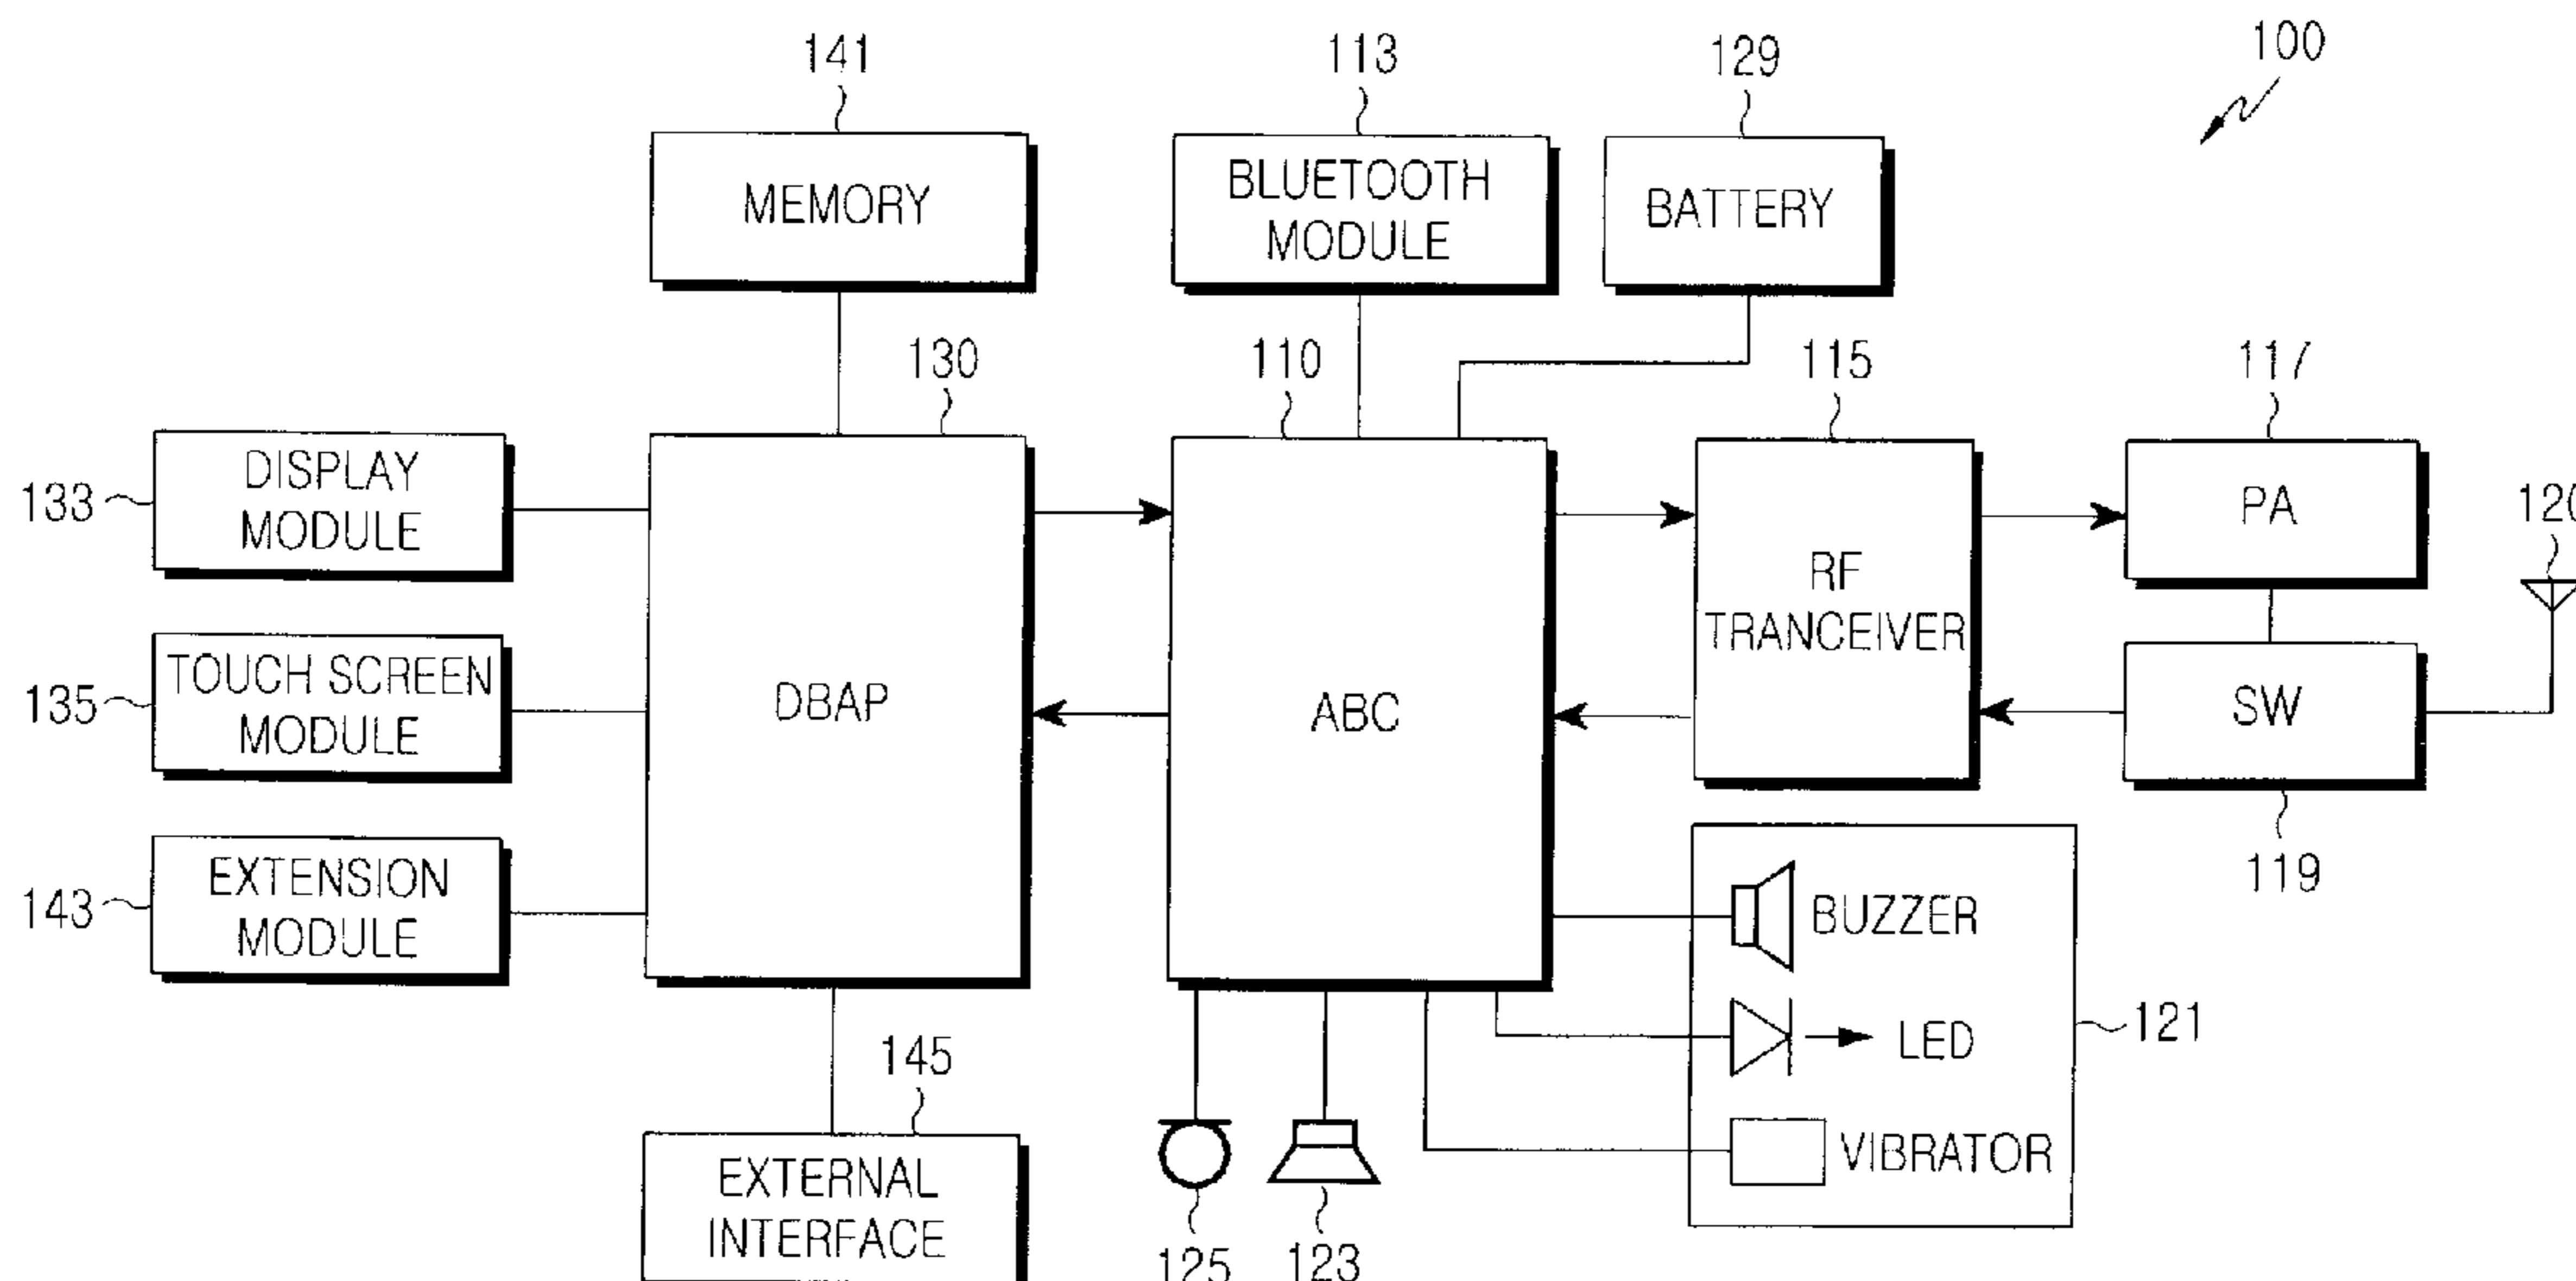 100
141
113
129
MEMORY
BLUETOOTH
MODULE
BATTERY
130
110
115
117
133
DISPLAY
MODULE
PA
120
RF
TRANCEIVER
135
TOUCH SCREEN
MODULE
DBAP
ABC
SW
119
143
EXTENSION
MODULE
BUZZER
LED
121
VIBRATOR
145
EXTERNAL
INTERFACE
125
123